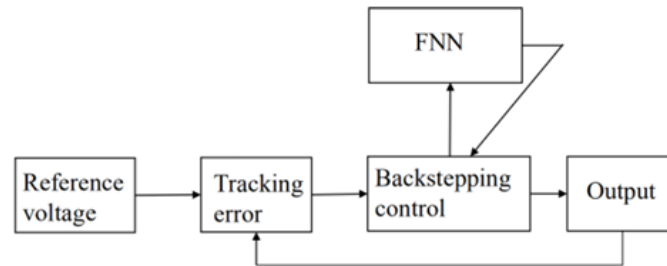 FNN
Reference
voltage
Tracking
error
Backstepping
control
Output